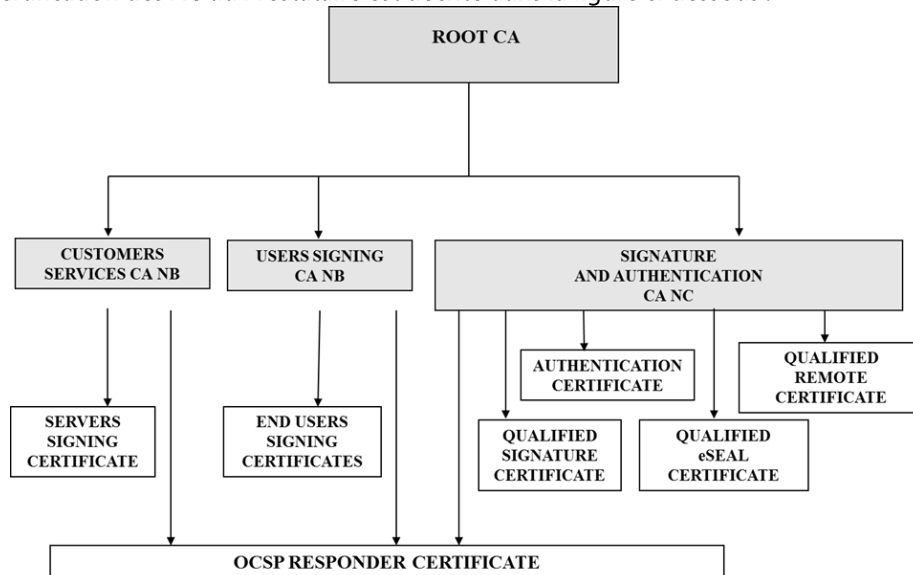 ROOT CA
CUSTOMERS
SERVICES CA NB
USERS SIGNING
CA NB
SIGNATURE
AND AUTHENTICATION
CA NC
AUTHENTICATION
CERTIFICATE
QUALIFIED
REMOTE
CERTIFICATE
SERVERS
SIGNING
CERTIFICATE
END USERS
SIGNING
CERTIFICATES
QUALIFIED
SIGNATURE
CERTIFICATE
QUALIFIED
eSEAL
CERTIFICATE
OCSP RESPONDER CERTIFICATE